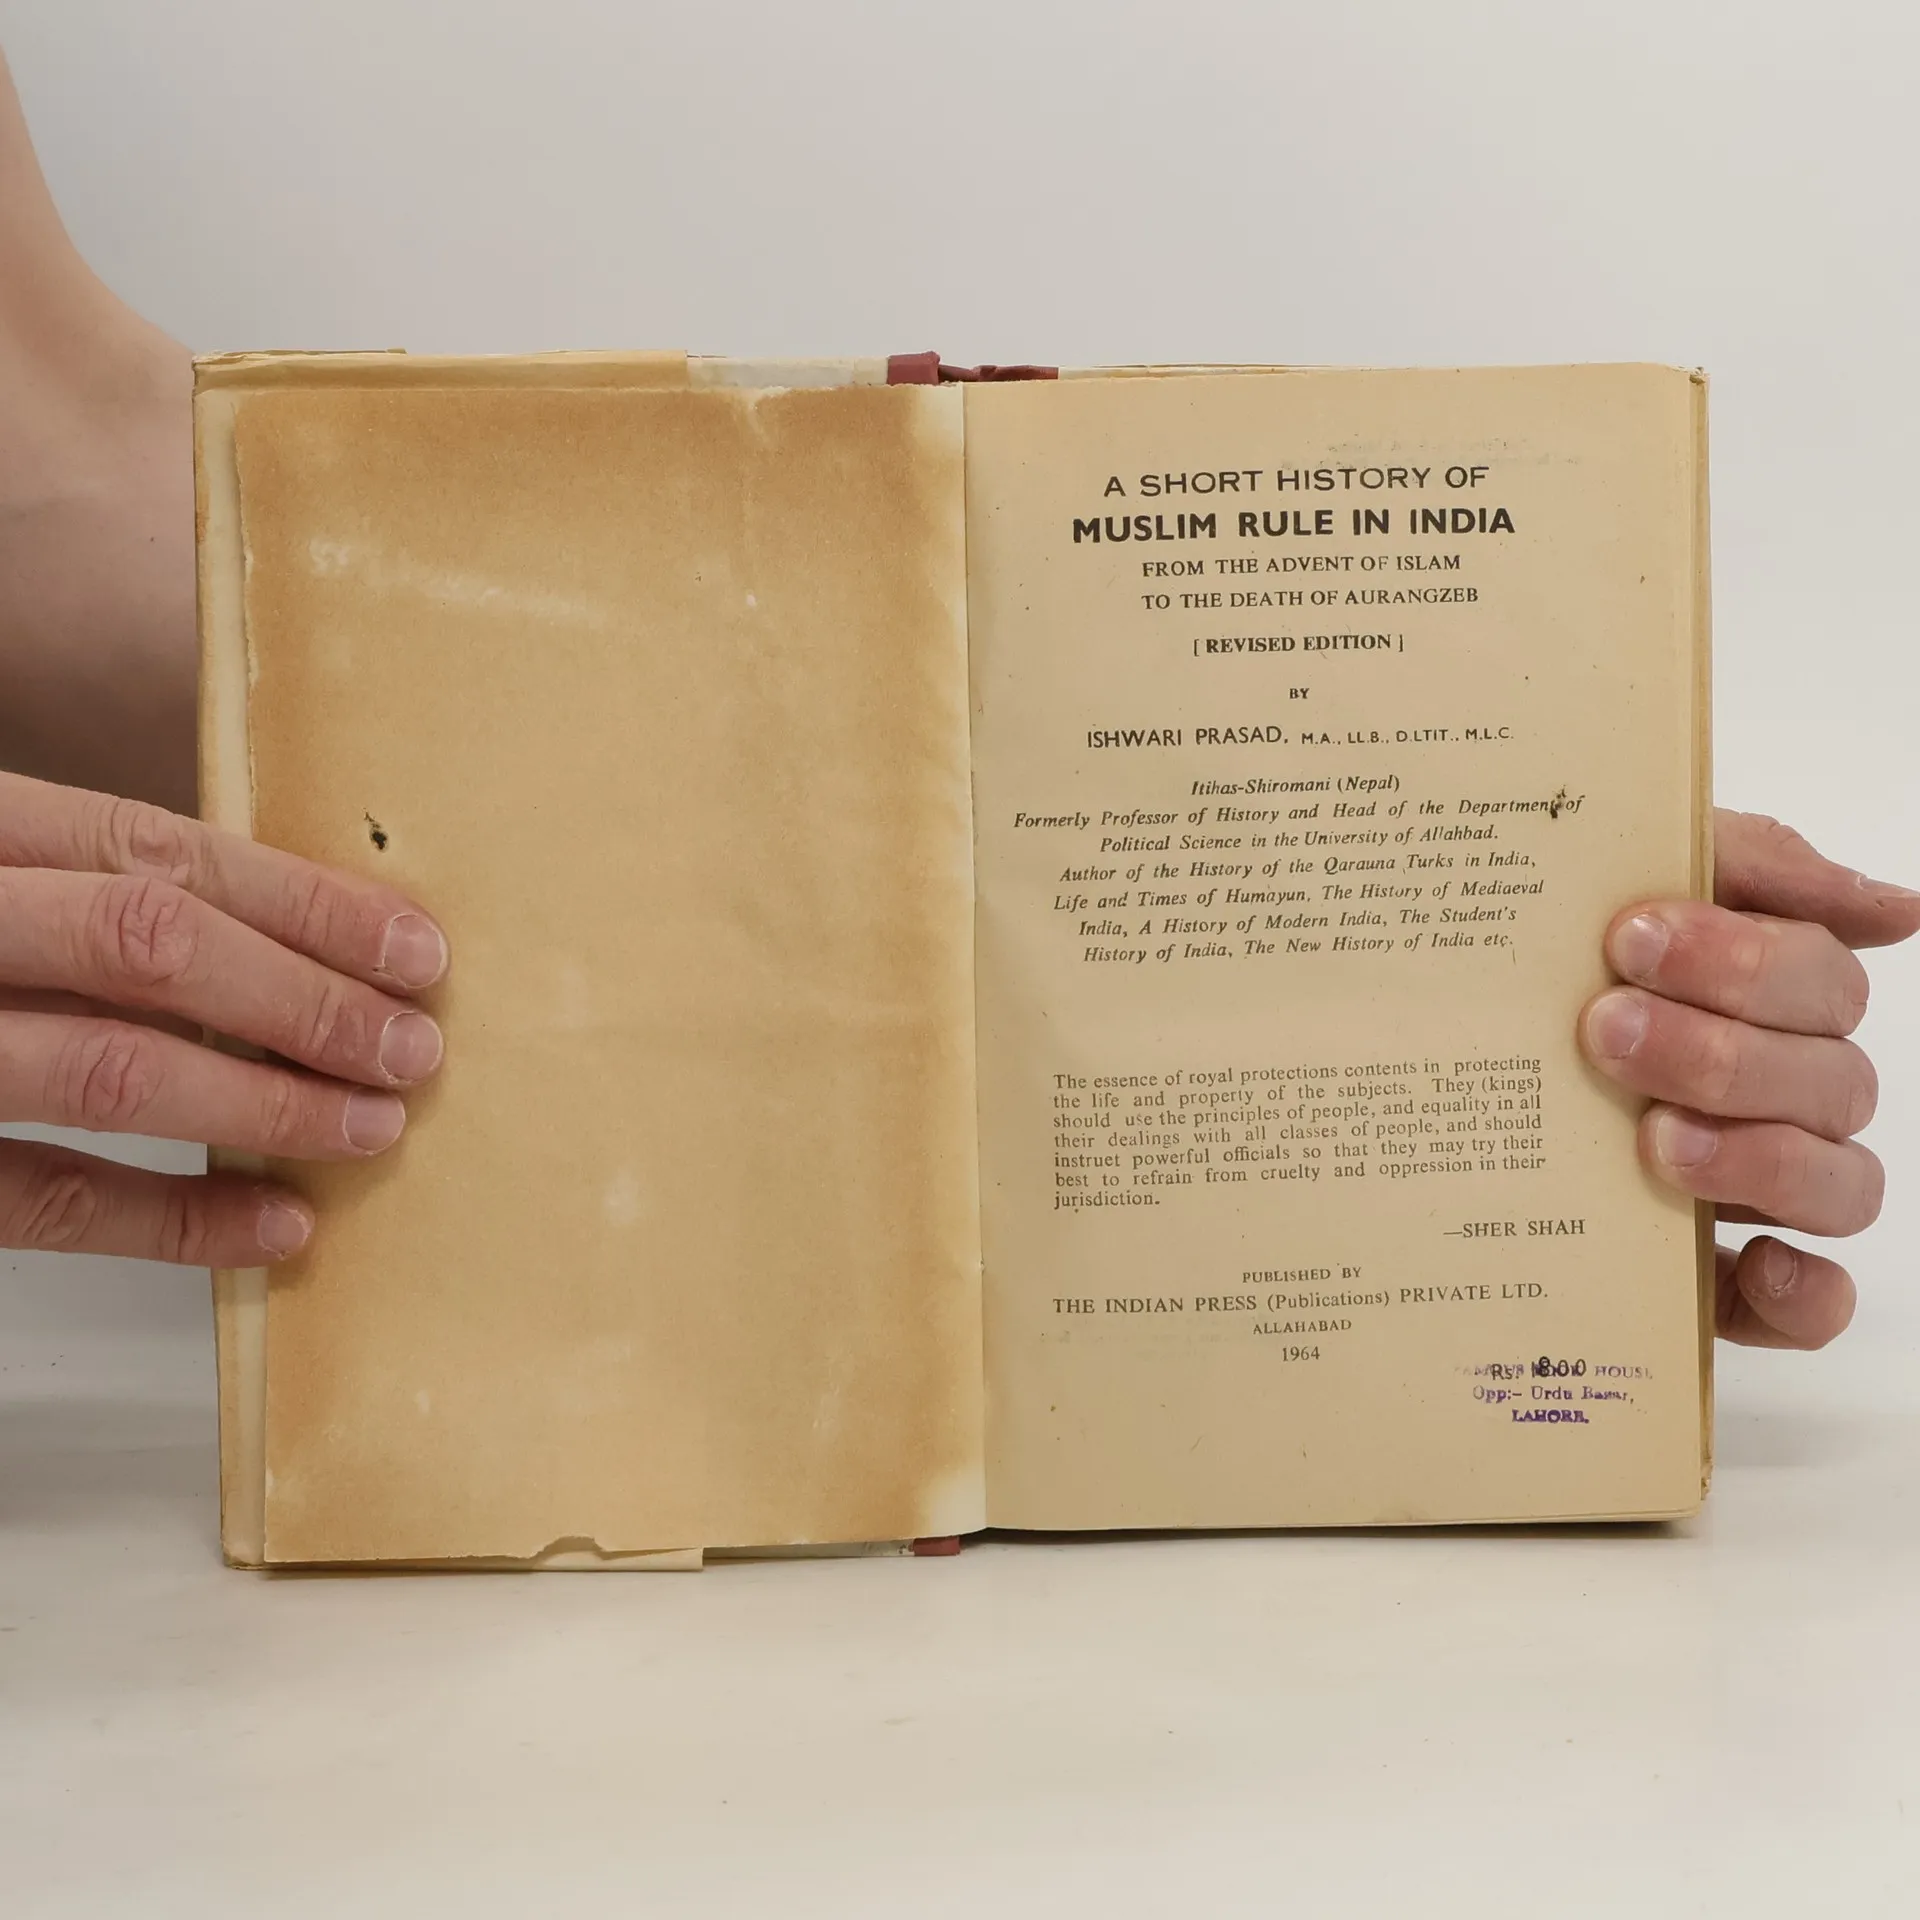 A SHORT HISTORY OF
MUSLIM RULE IN INDIA
FROM THE ADVENT OF ISLAM
TO THE DEATH OF AURANGZEB
[ REVISED EDITION ]
BY
ISHWARI PRASAD, M.A., LL.B., D.LTIT., M.L.C.
Itihas-Shiromani (Nepal)
Formerly Professor of History and Head of the Department of
Political Science in the University of Allahbad.
Author of the History of the Qarauna Turks in India,
Life and Times of Humayun, The History of Mediaeval
India, A History of Modern India, The Student's
History of India, The New History of India etc.
The essence of royal protections contents in protecting
the life and property of the subjects. They (kings)
should use the principles of people, and equality in all
their dealings with all classes of people, and should
instruet powerful officials so that they may try their
best to refrain from cruelty and oppression in their
jurisdiction.
—SHER SHAH
PUBLISHED BY
THE INDIAN PRESS (Publications) PRIVATE LTD.
ALLAHABAD
1964
Rs. HOUSE
Opp:- Urdu Bazar,
LAHORE.